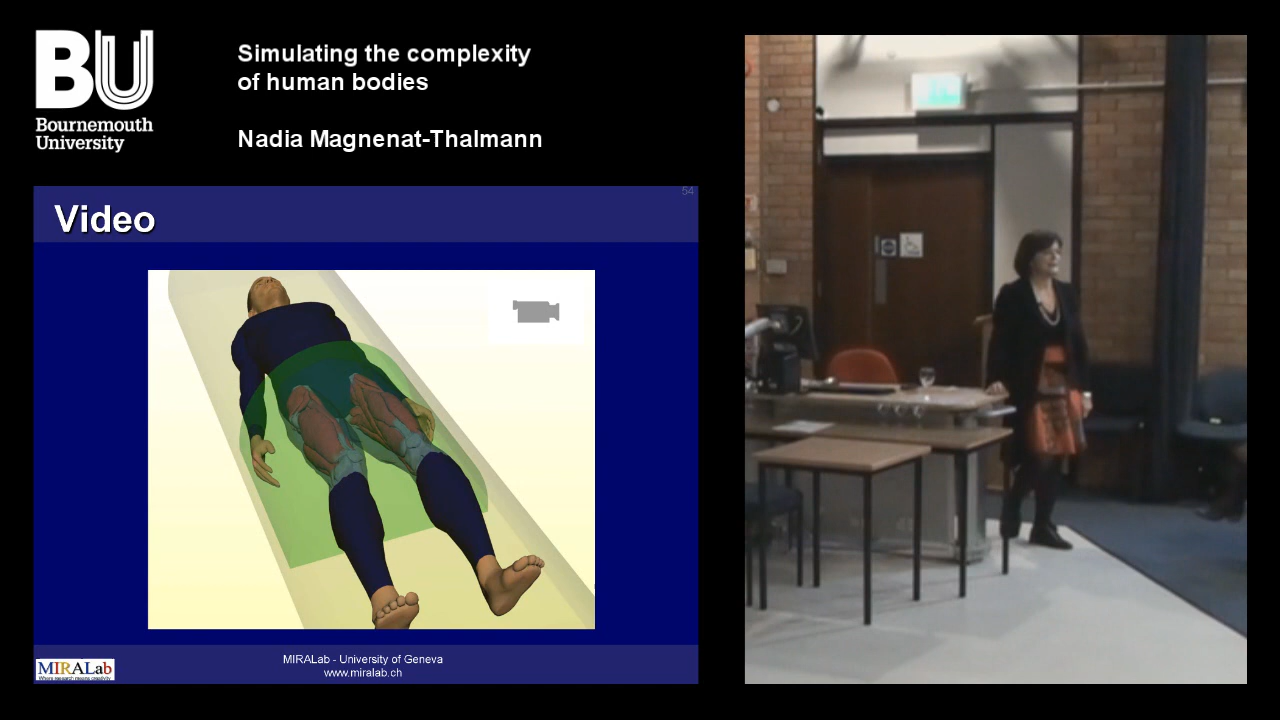 BU
Bournemouth
University
Simulating the complexity
of human bodies
Nadia Magnenat-Thalmann
54
Video
MIRALab
MIRALab - University of Geneva
www.miralab.ch